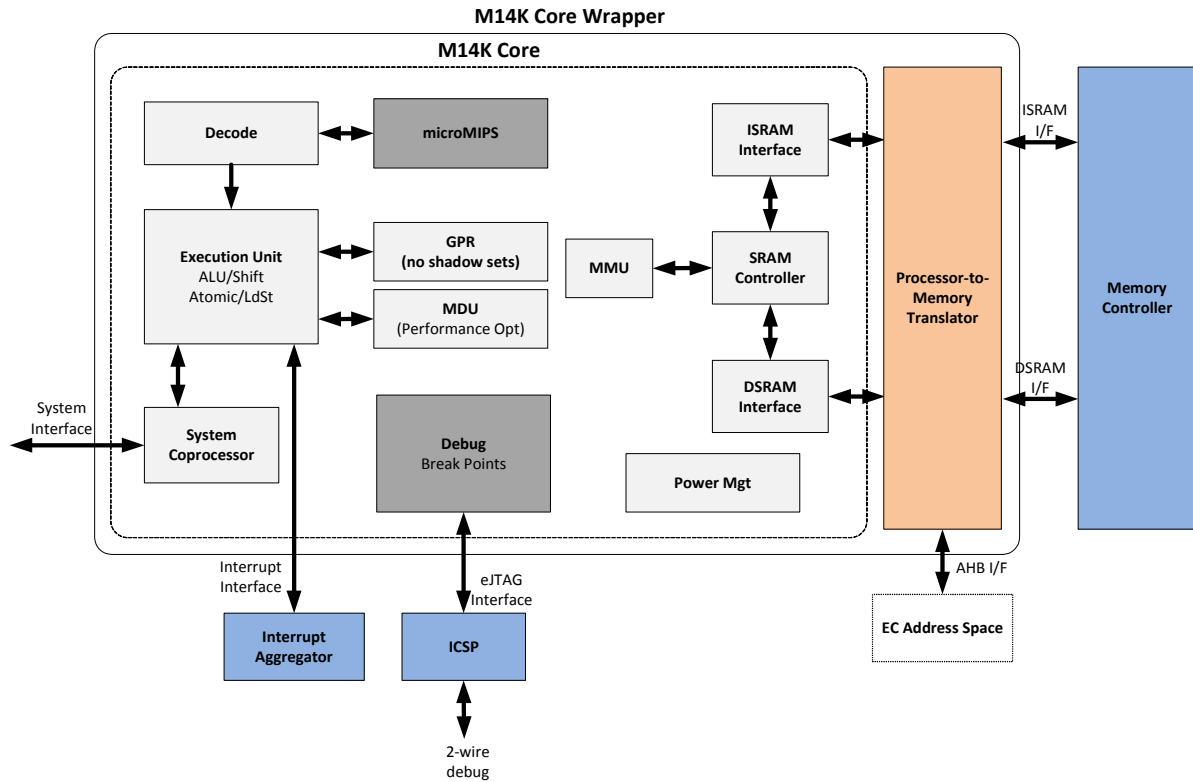 M14K Core Wrapper
M14K Core
Decode
microMIPS
ISRAM
Interface
ISRAM
I/F
Execution Unit
ALU/Shift
Atomic/LdSt
GPR
(no shadow sets)
MMU
SRAM
Controller
Processor-to-
Memory
Translator
Memory
Controller
MDU
(Performance Opt)
DSRAM
Interface
DSRAM
I/F
System
Interface
System
Coprocessor
Debug
Break Points
Power Mgt
Interrupt
Interface
eJTAG
Interface
AHB I/F
Interrupt
Aggregator
ICSP
EC Address Space
2-wire
debug